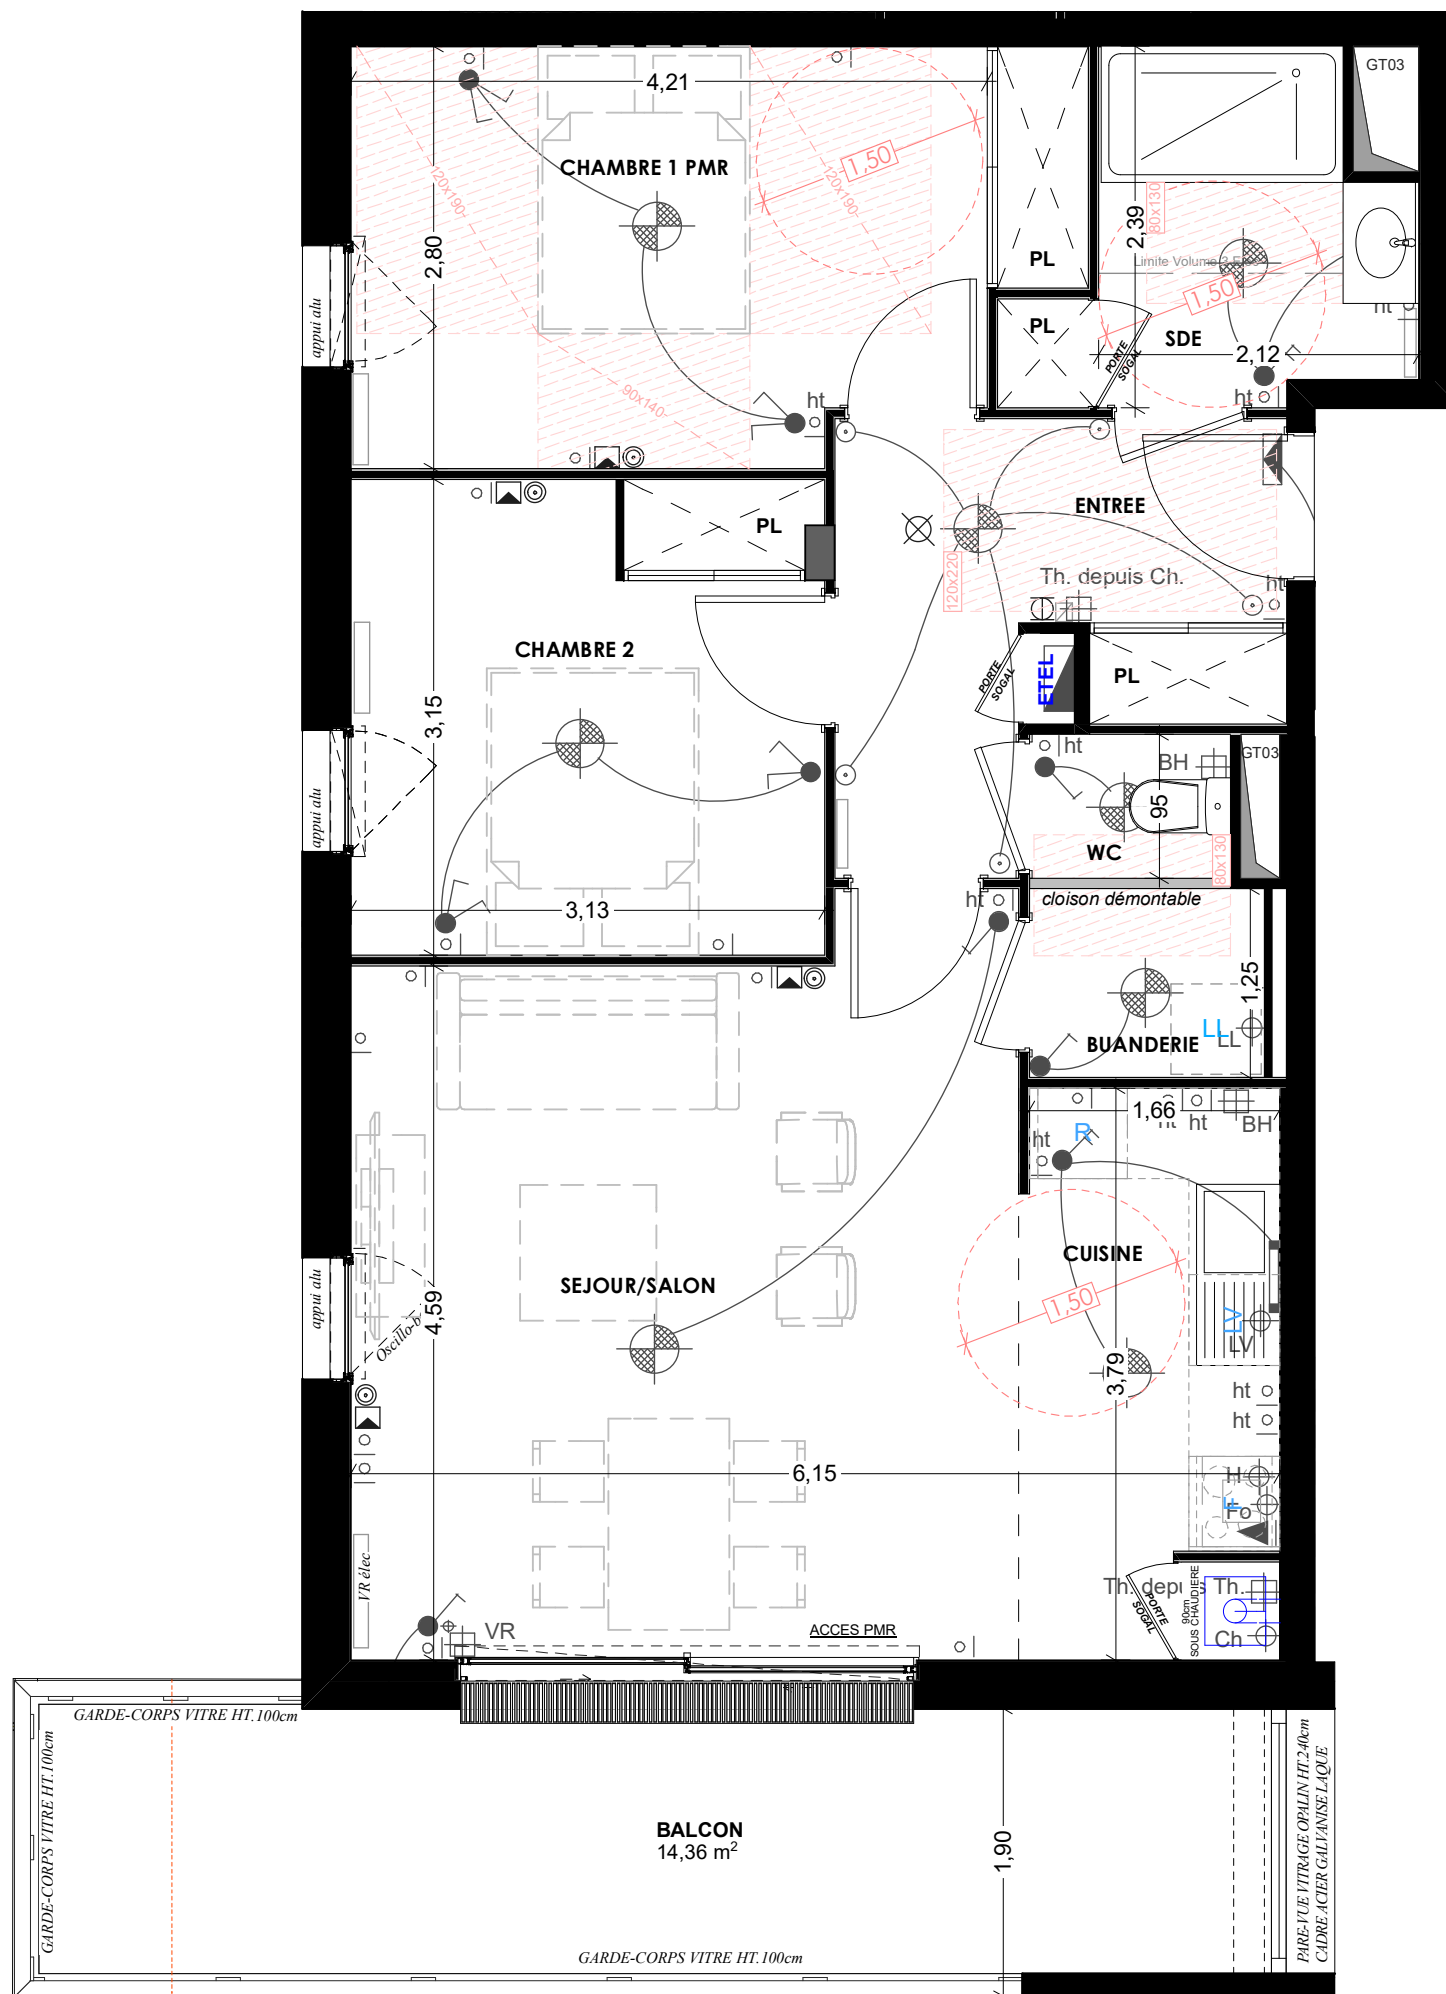 GT03
4,21
1,50
CHAMBRE 1 PMR
120x190
120x190
2,80
2,39
80x130
PL
Limite Volume 3
1,50
ht
appui alu
PL
SDE
PORTE
SOGAL
2,12
90x140
ht
ht
PL
ENTREE
120x220
Th. depuis Ch.
ht
CHAMBRE 2
PORTE
SOGAL
ETEL
PL
3,15
ht
BH
GT03
appui alu
95
WC
80x130
cloison démontable
3,13
ht
1,25
LL
LL
BUANDERIE
1,66
ht
ht
BH
R
ht
CUISINE
SEJOUR/SALON
appui alu
4,59
Oscillo-b
1,50
LV
LV
3,79
ht
ht
6,15
H
F
Fo
VR élec
Th. depuis Th.
PORTE
SOGAL
90cm
SOUS CHAUDIERE
Ch
VR
ACCES PMR
GARDE-CORPS VITRE HT.100cm
GARDE-CORPS VITRE HT.100cm
BALCON
14,36 m²
1,90
PARE-VUE VITRAGE OPALIN HT.240cm
CADRE ACIER GALVANISE LAQUE
GARDE-CORPS VITRE HT.100cm